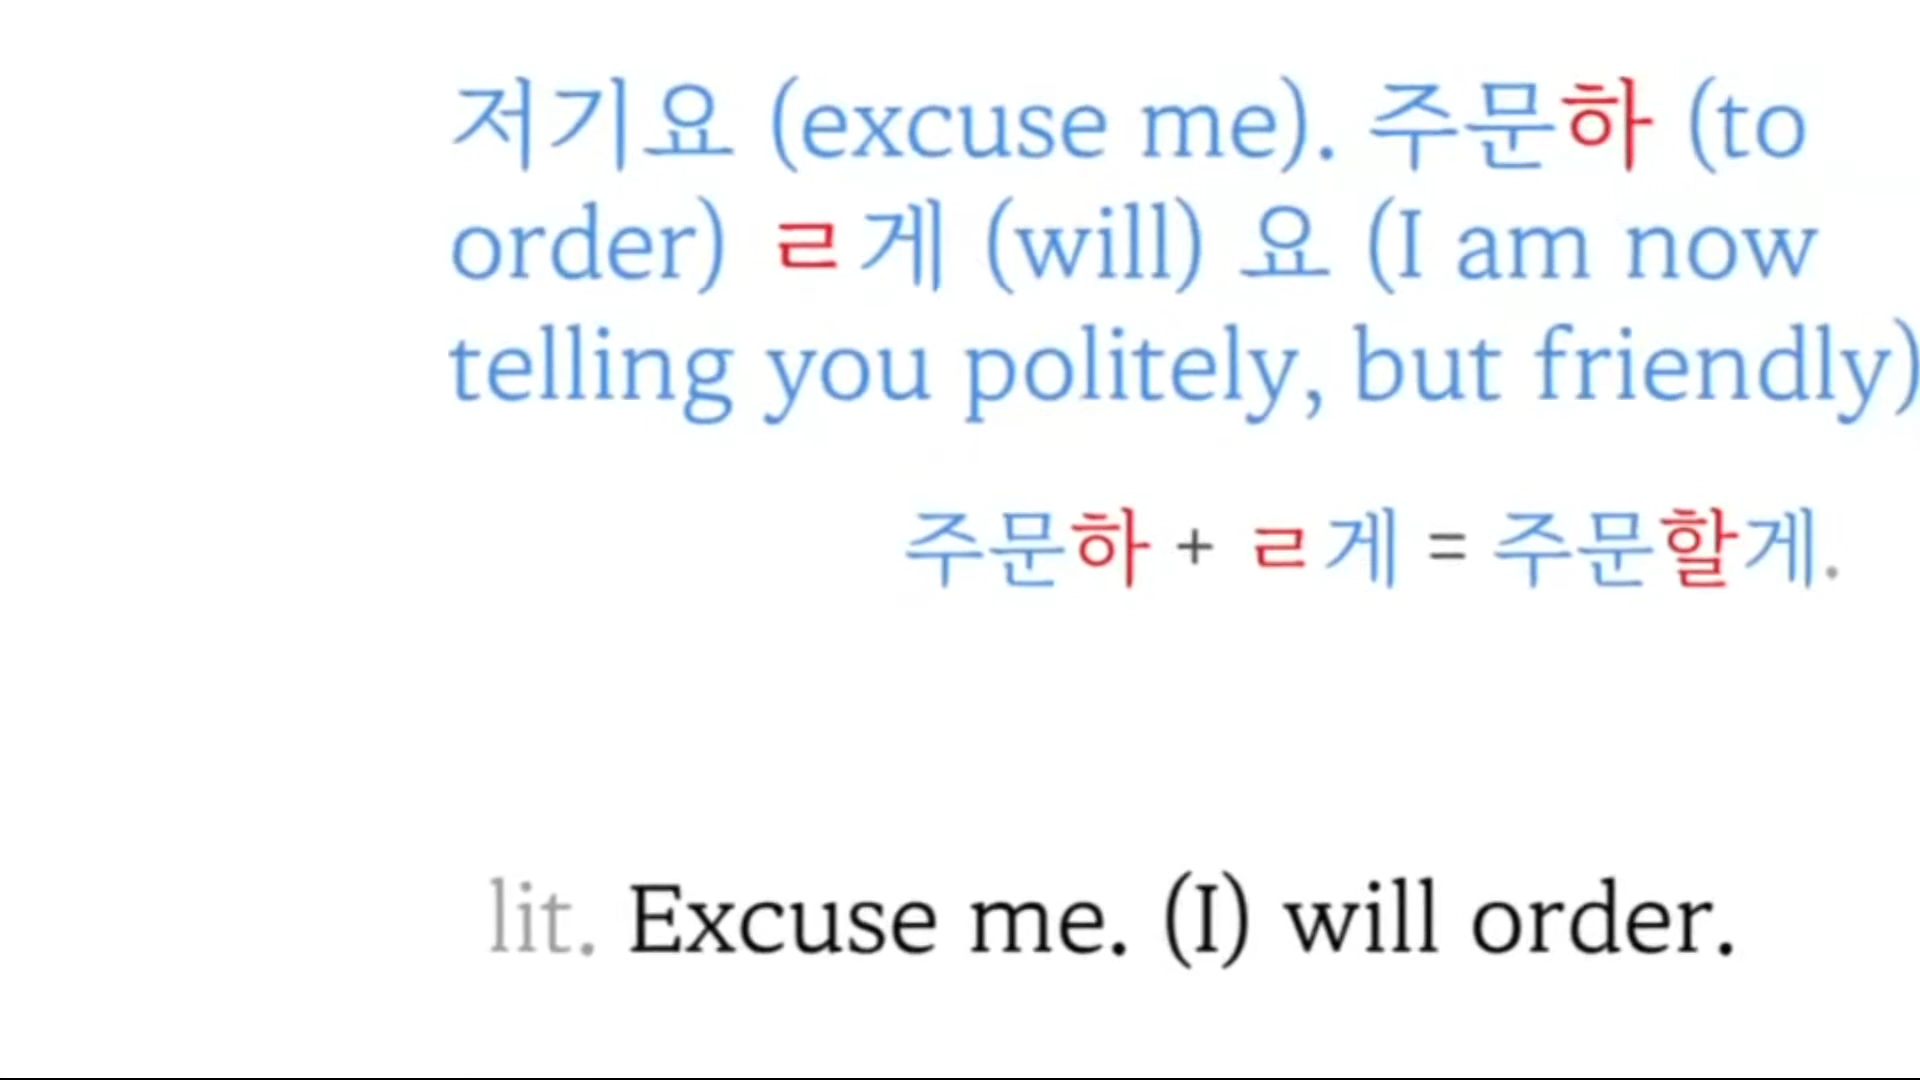 저기요 (excuse me). 주문하 (to
order) ㄹ게 (will) 요 (I am now
telling you politely, but friendly)
주문하 + ㄹ게 = 주문할게.
lit. Excuse me. (I) will order.